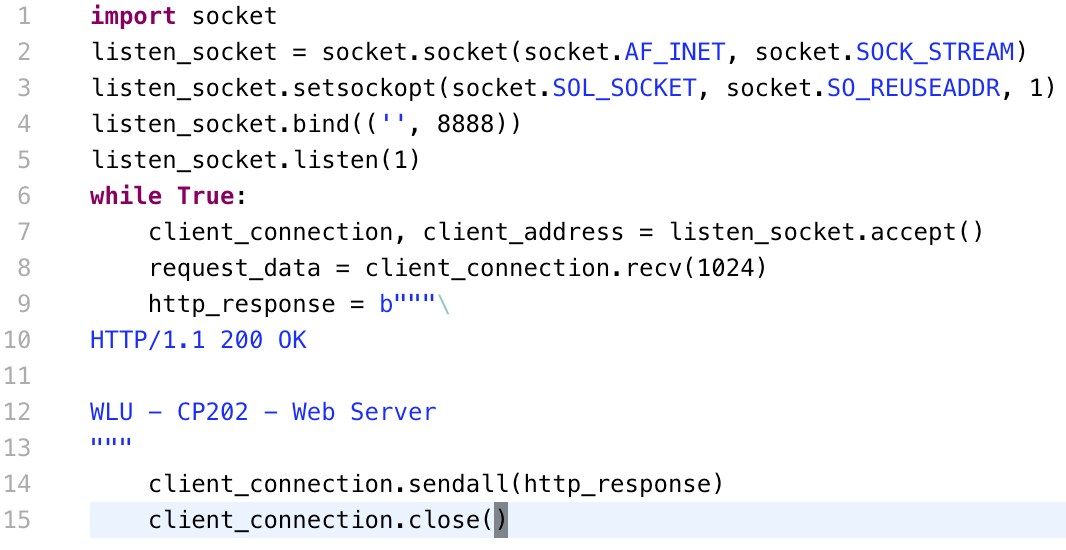 1 import socket
2 listen_socket = socket.socket(socket.AF_INET, socket.SOCK_STREAM)
3 listen_socket.setsockopt(socket.SOL_SOCKET, socket.SO_REUSEADDR, 1)
4 listen_socket.bind(('', 8888))
5 listen_socket.listen(1)
6 while True:
7     client_connection, client_address = listen_socket.accept()
8     request_data = client_connection.recv(1024)
9     http_response = b"""\
10 HTTP/1.1 200 OK
11
12 WLU - CP202 - Web Server
13 """
14     client_connection.sendall(http_response)
15     client_connection.close()